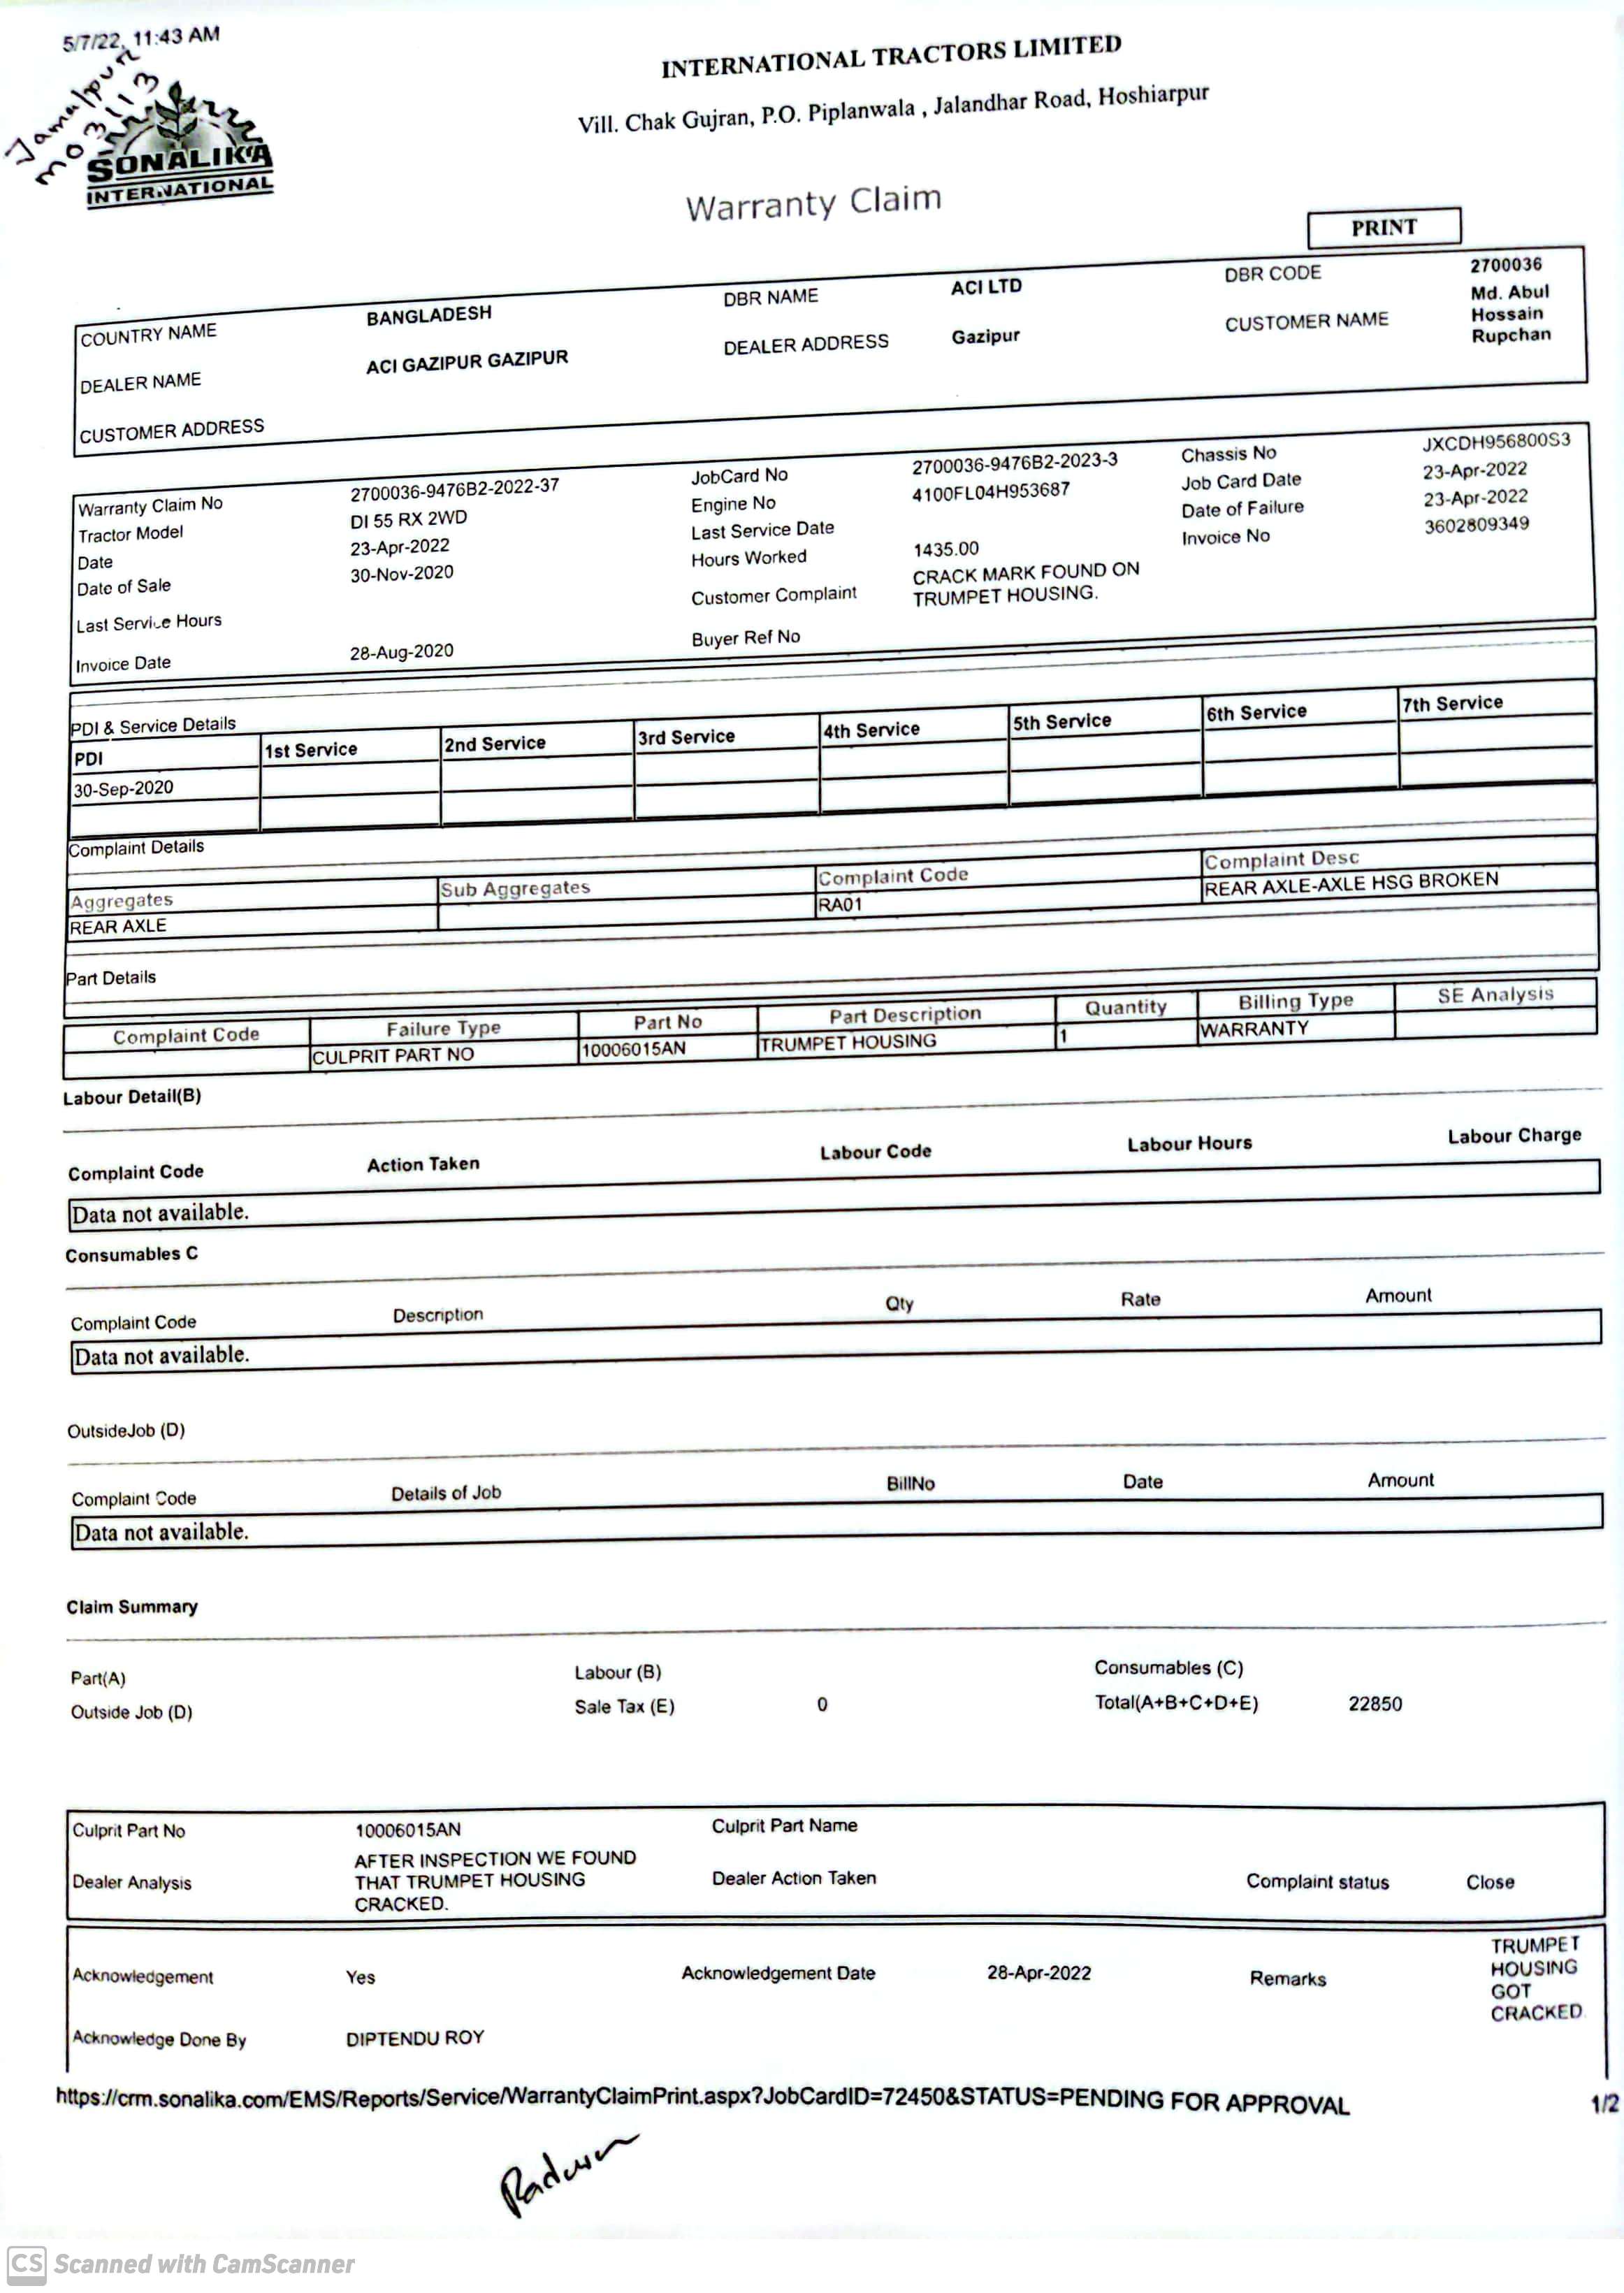 5/7/22, 11:43 AM
Jamalpur
m03113
SONALIKA
INTERNATIONAL
INTERNATIONAL TRACTORS LIMITED
Vill. Chak Gujran, P.O. Piplanwala , Jalandhar Road, Hoshiarpur
Warranty Claim
PRINT
COUNTRY NAME BANGLADESH DBR NAME ACI LTD DBR CODE 2700036
DEALER NAME ACI GAZIPUR GAZIPUR DEALER ADDRESS Gazipur CUSTOMER NAME Md. Abul
Hossain
Rupchan
CUSTOMER ADDRESS
Warranty Claim No 2700036-9476B2-2022-37 JobCard No 2700036-9476B2-2023-3 Chassis No JXCDH956800S3
Tractor Model DI 55 RX 2WD Engine No 4100FL04H953687 Job Card Date 23-Apr-2022
Date 23-Apr-2022 Last Service Date Date of Failure 23-Apr-2022
Date of Sale 30-Nov-2020 Hours Worked 1435.00 Invoice No 3602809349
Last Service Hours Customer Complaint CRACK MARK FOUND ON
TRUMPET HOUSING.
Invoice Date 28-Aug-2020 Buyer Ref No
PDI & Service Details
PDI 1st Service 2nd Service 3rd Service 4th Service 5th Service 6th Service 7th Service
30-Sep-2020
Complaint Details
Aggregates Sub Aggregates Complaint Code Complaint Desc
REAR AXLE RA01 REAR AXLE-AXLE HSG BROKEN
Part Details
Complaint Code Failure Type Part No Part Description Quantity Billing Type SE Analysis
CULPRIT PART NO 10006015AN TRUMPET HOUSING 1 WARRANTY
Labour Detail(B)
Complaint Code Action Taken Labour Code Labour Hours Labour Charge
Data not available.
Consumables C
Complaint Code Description Qty Rate Amount
Data not available.
OutsideJob (D)
Complaint Code Details of Job BillNo Date Amount
Data not available.
Claim Summary
Part(A) Labour (B) Consumables (C)
Outside Job (D) Sale Tax (E) 0 Total(A+B+C+D+E) 22850
Culprit Part No 10006015AN Culprit Part Name
Dealer Analysis AFTER INSPECTION WE FOUND
THAT TRUMPET HOUSING
CRACKED. Dealer Action Taken Complaint status Close
Acknowledgement Yes Acknowledgement Date 28-Apr-2022 Remarks TRUMPET
HOUSING
GOT
CRACKED.
Acknowledge Done By DIPTENDU ROY
https://crm.sonalika.com/EMS/Reports/Service/WarrantyClaimPrint.aspx?JobCardID=72450&STATUS=PENDING FOR APPROVAL 1/2
CS Scanned with CamScanner